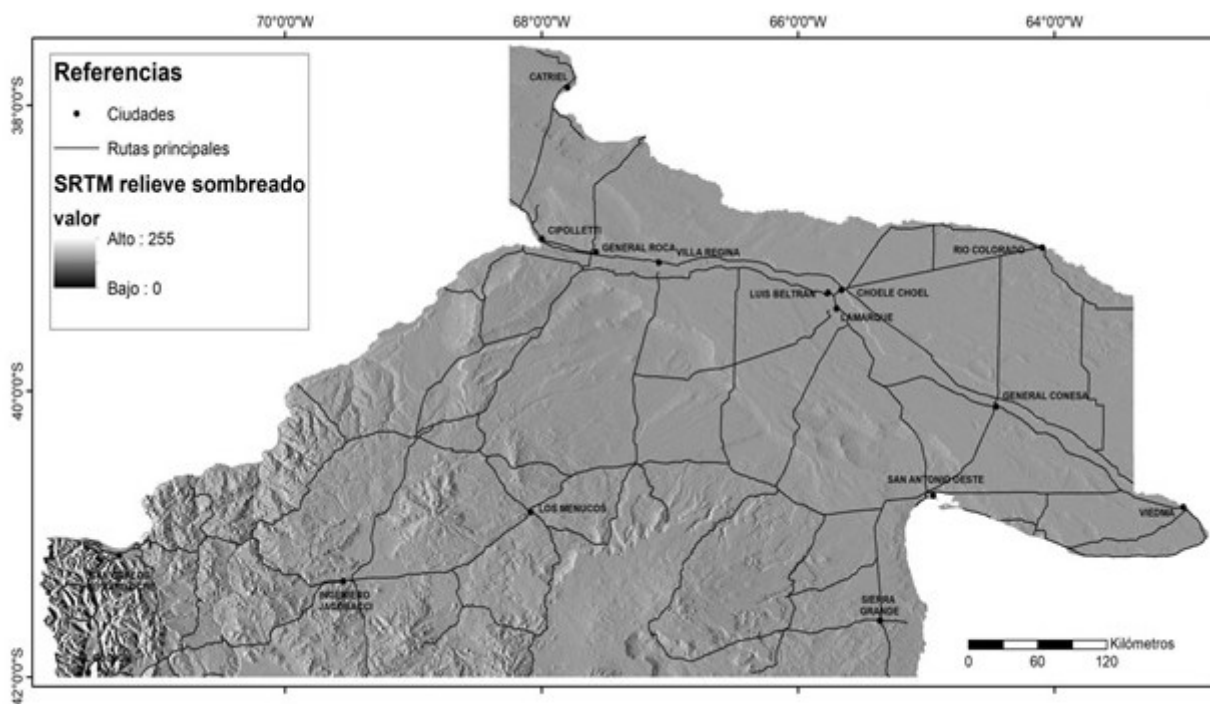 70°0'0"W
68°0'0"W
66°0'0"W
64°0'0"W
38°0'0"S
40°0'0"S
42°0'0"S
Referencias
Ciudades
Rutas principales
SRTM relieve sombreado
valor
Alto : 255
Bajo : 0
CATRIEL
CIPOLLETTI
GENERAL ROCA
VILLA REGINA
RIO COLORADO
LUIS BELTRAN
CHOELE CHOEL
LAMARQUE
GENERAL CONESA
SAN ANTONIO OESTE
VIEDMA
LOS MENUCOS
INGENIERO
JACOBACCI
SIERRA
GRANDE
Kilómetros
0
60
120